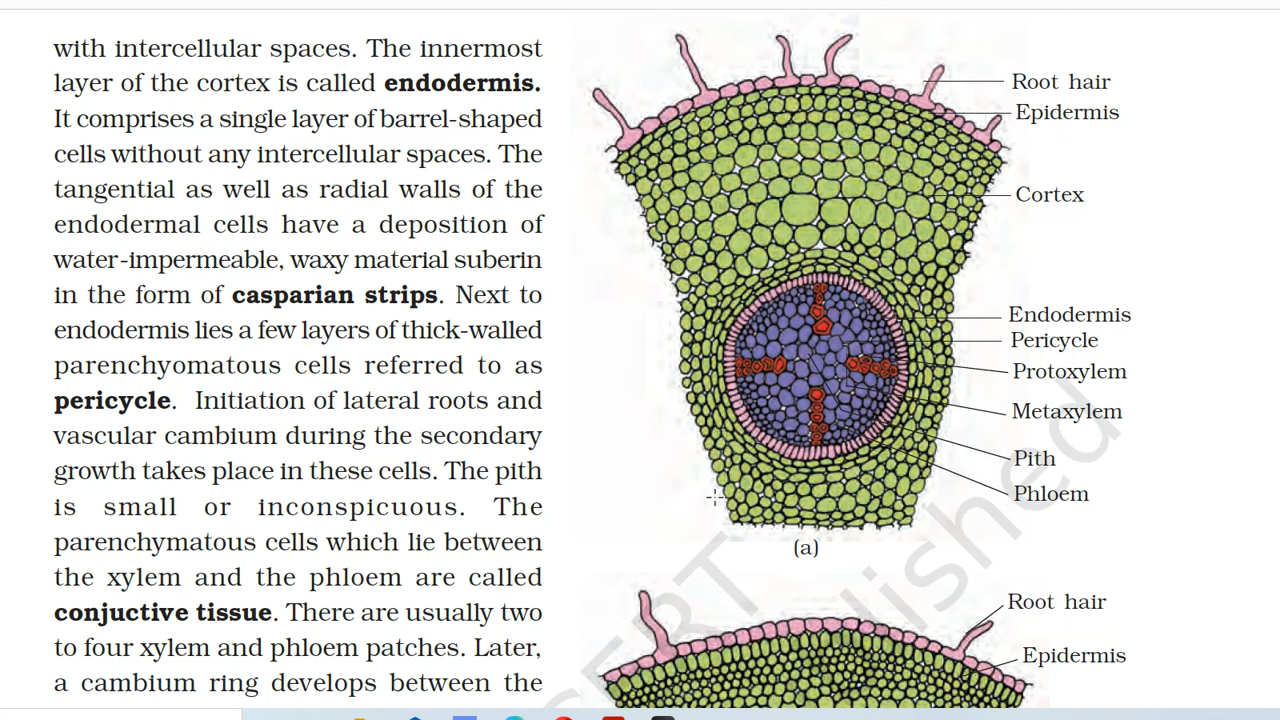 with intercellular spaces. The innermost
layer of the cortex is called endodermis.
It comprises a single layer of barrel-shaped
cells without any intercellular spaces. The
tangential as well as radial walls of the
endodermal cells have a deposition of
water-impermeable, waxy material suberin
in the form of casparian strips. Next to
endodermis lies a few layers of thick-walled
parenchyomatous cells referred to as
pericycle. Initiation of lateral roots and
vascular cambium during the secondary
growth takes place in these cells. The pith
is small or inconspicuous. The
parenchymatous cells which lie between
the xylem and the phloem are called
conjuctive tissue. There are usually two
to four xylem and phloem patches. Later,
a cambium ring develops between the
Root hair
Epidermis
Cortex
Endodermis
Pericycle
Protoxylem
Metaxylem
Pith
Phloem
(a)
Root hair
Epidermis